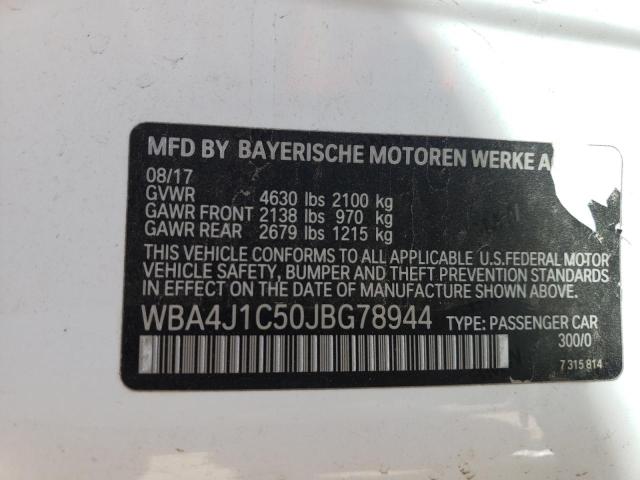 MFD BY BAYERISCHE MOTOREN WERKE A
08/17
GVWR 4630 lbs 2100 kg
GAWR FRONT 2138 lbs 970 kg
GAWR REAR 2679 lbs 1215 kg
THIS VEHICLE CONFORMS TO ALL APPLICABLE U.S.FEDERAL MOTOR
VEHICLE SAFETY, BUMPER AND THEFT PREVENTION STANDARDS
IN EFFECT ON THE DATE OF MANUFACTURE SHOWN ABOVE.
WBA4J1C50JBG78944 TYPE: PASSENGER CAR
300/0
7 315 814